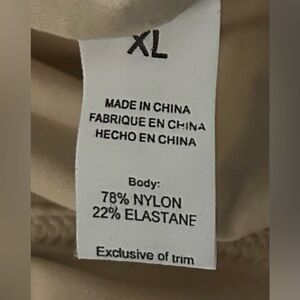 XL
MADE IN CHINA
FABRIQUE EN CHINA
HECHO EN CHINA
Body:
78% NYLON
22% ELASTANE
Exclusive of trim